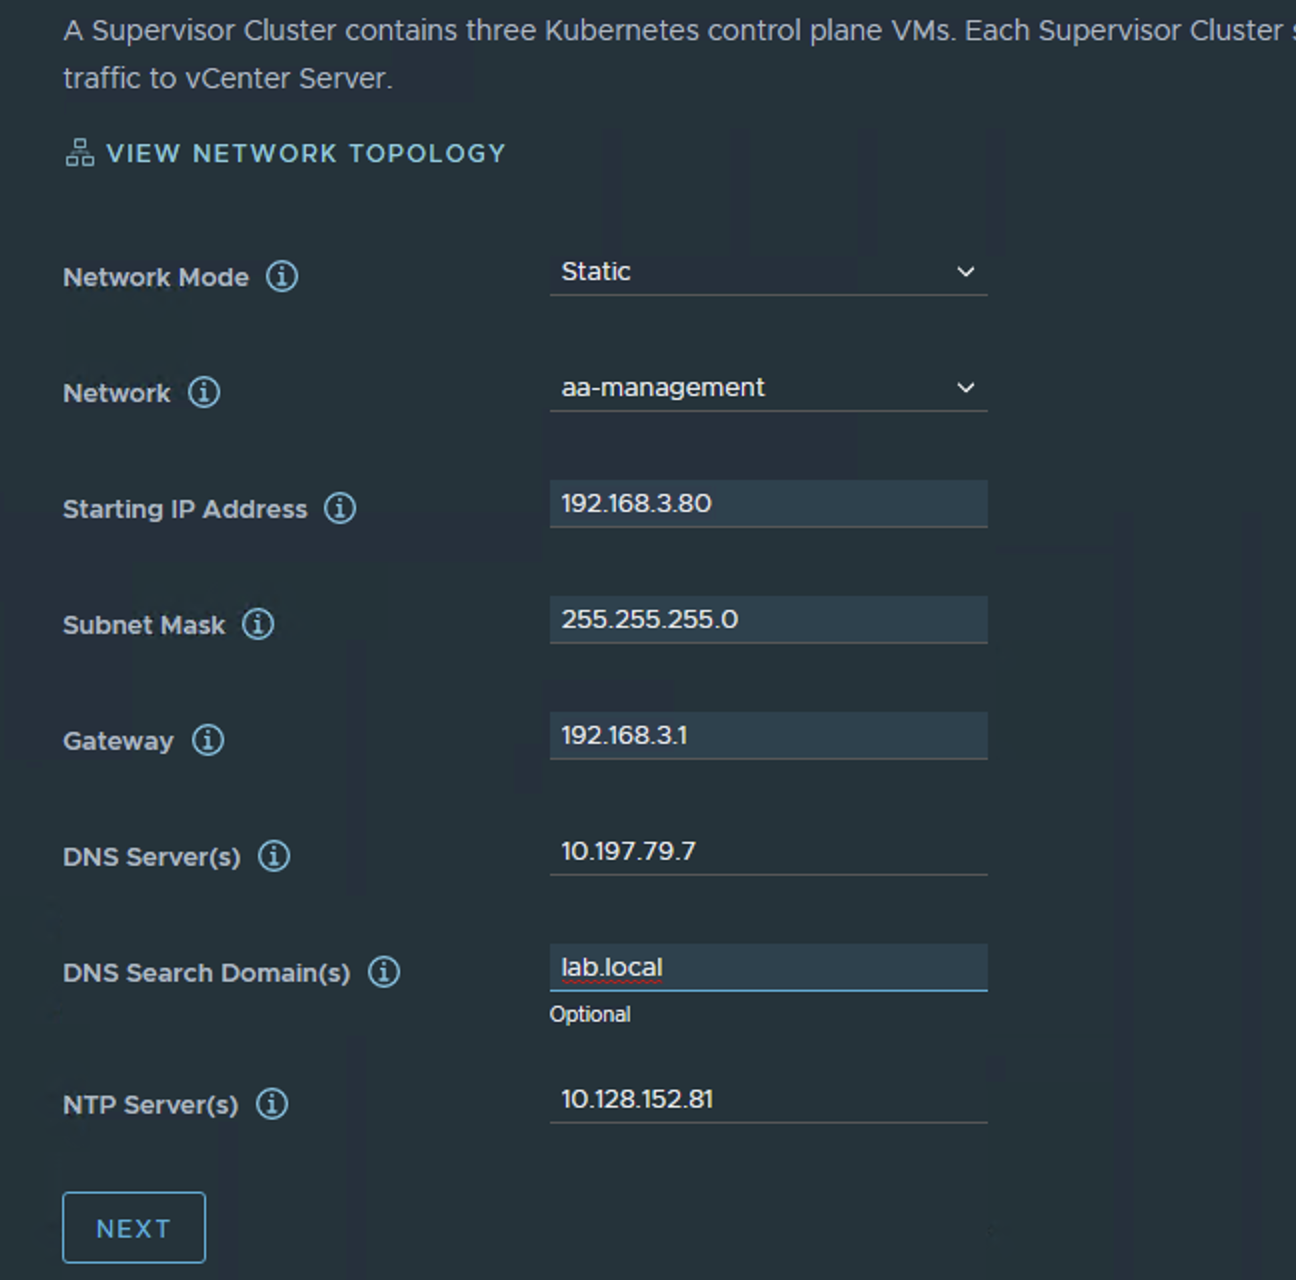 A Supervisor Cluster contains three Kubernetes control plane VMs. Each Supervisor Cluster
traffic to vCenter Server.
VIEW NETWORK TOPOLOGY
Network Mode
Static
Network
aa-management
Starting IP Address
192.168.3.80
Subnet Mask
255.255.255.0
Gateway
192.168.3.1
DNS Server(s)
10.197.79.7
DNS Search Domain(s)
lab.local
Optional
NTP Server(s)
10.128.152.81
NEXT